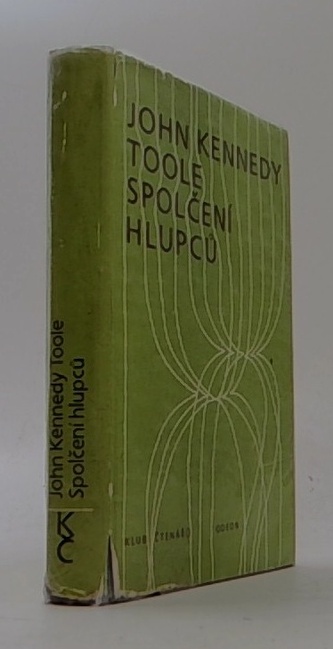 JOHN KENNEDY
TOOLE
SPOLČENÍ
HLUPCŮ
KLUB ČTENÁŘŮ ODEON
John Kennedy Toole
Spolčení hlupců